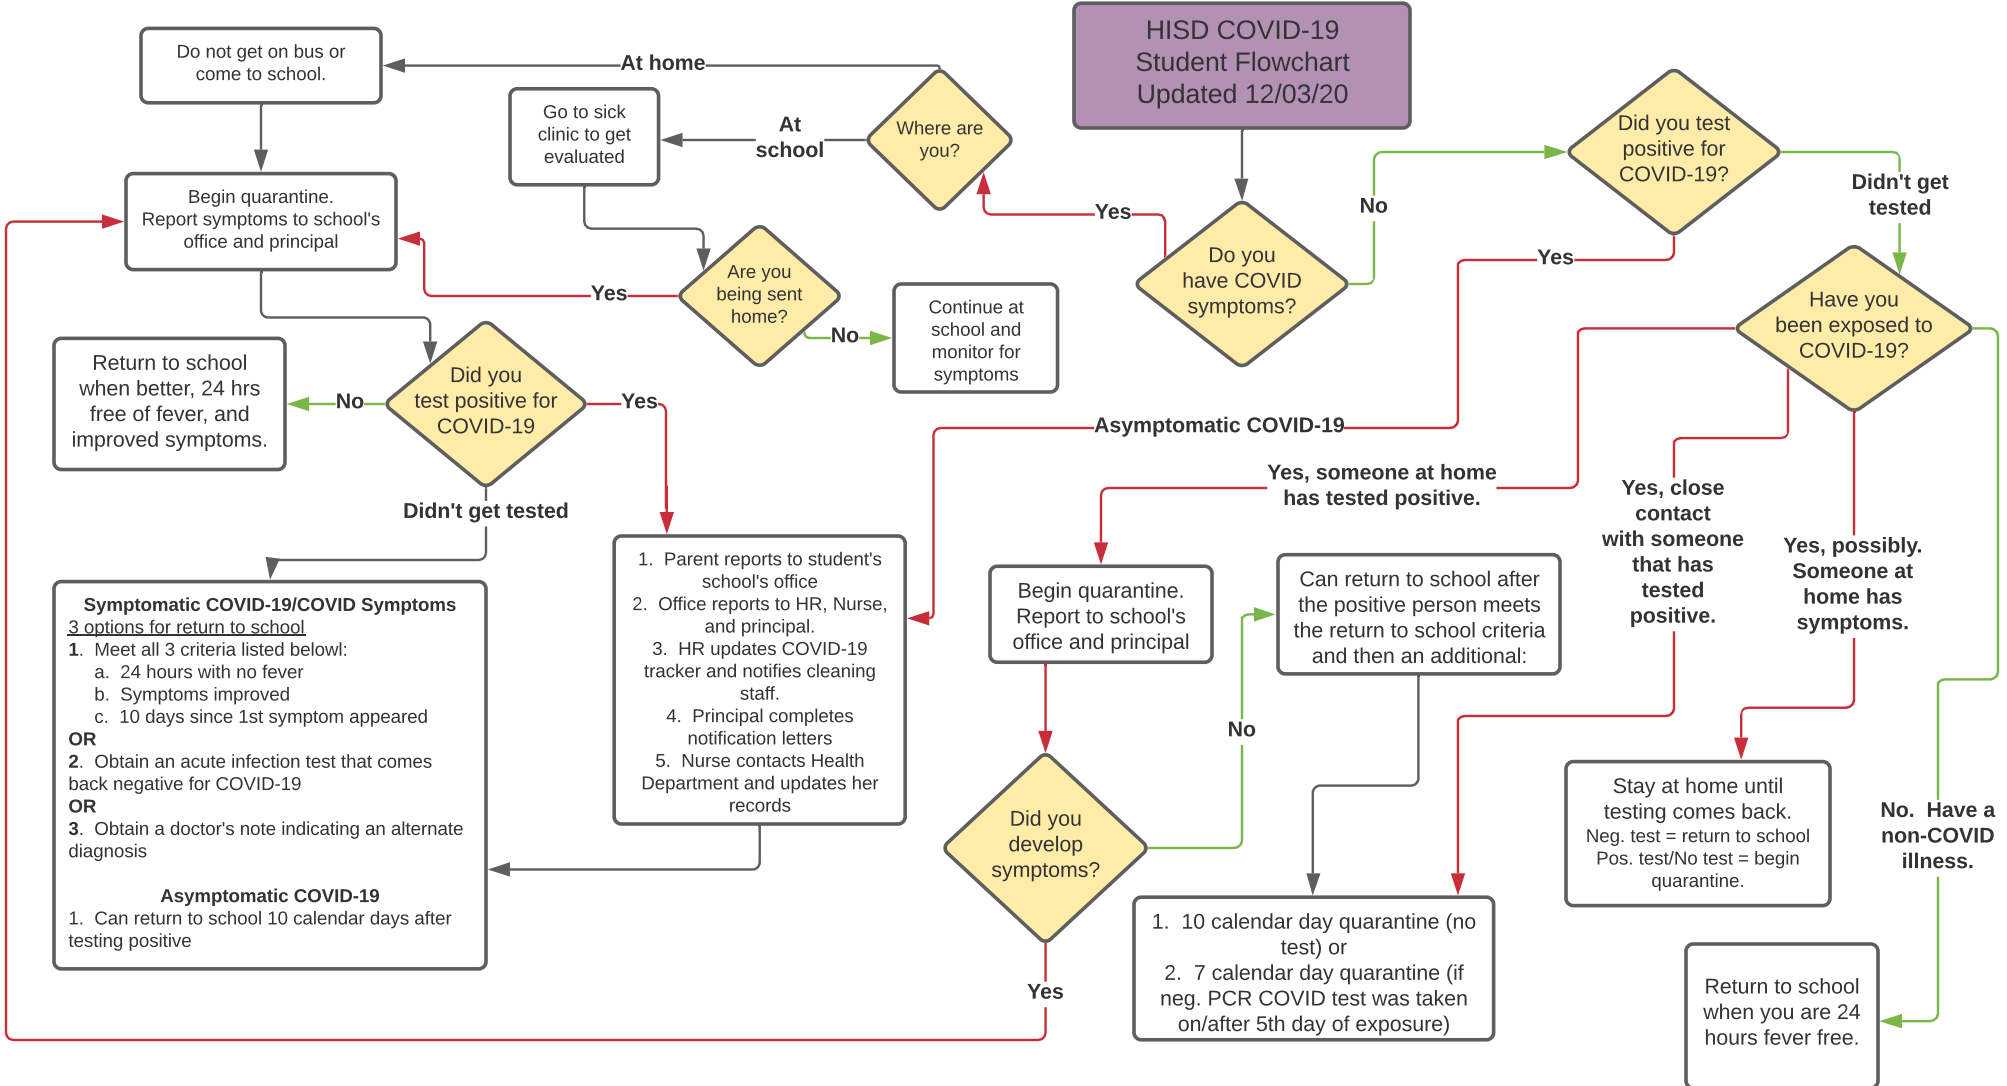 HISD COVID-19
Student Flowchart
Updated 12/03/20
Do not get on bus or
come to school.
At home
Go to sick
clinic to get
evaluated
At
school
Where are
you?
Did you test
positive for
COVID-19?
Didn't get
tested
No
Yes
Begin quarantine.
Report symptoms to school's
office and principal
Do you
have COVID
symptoms?
Yes
Are you
being sent
home?
Yes
No
Continue at
school and
monitor for
symptoms
Have you
been exposed to
COVID-19?
Return to school
when better, 24 hrs
free of fever, and
improved symptoms.
No
Did you
test positive for
COVID-19
Yes
Didn't get tested
Asymptomatic COVID-19
Yes, someone at home
has tested positive.
Yes, close
contact
with someone
that has
tested
positive.
Yes, possibly.
Someone at
home has
symptoms.
Symptomatic COVID-19/COVID Symptoms
3 options for return to school
1.  Meet all 3 criteria listed belowl:
a.  24 hours with no fever
b.  Symptoms improved
c.  10 days since 1st symptom appeared
OR
2.  Obtain an acute infection test that comes
back negative for COVID-19
OR
3.  Obtain a doctor's note indicating an alternate
diagnosis
Asymptomatic COVID-19
1.  Can return to school 10 calendar days after
testing positive
1.  Parent reports to student's
school's office
2.  Office reports to HR, Nurse,
and principal.
3.  HR updates COVID-19
tracker and notifies cleaning
staff.
4.  Principal completes
notification letters
5.  Nurse contacts Health
Department and updates her
records
Begin quarantine.
Report to school's
office and principal
Can return to school after
the positive person meets
the return to school criteria
and then an additional:
No
Did you
develop
symptoms?
Yes
1.  10 calendar day quarantine (no
test) or
2.  7 calendar day quarantine (if
neg. PCR COVID test was taken
on/after 5th day of exposure)
Stay at home until
testing comes back.
Neg. test = return to school
Pos. test/No test = begin
quarantine.
No.  Have a
non-COVID
illness.
Return to school
when you are 24
hours fever free.